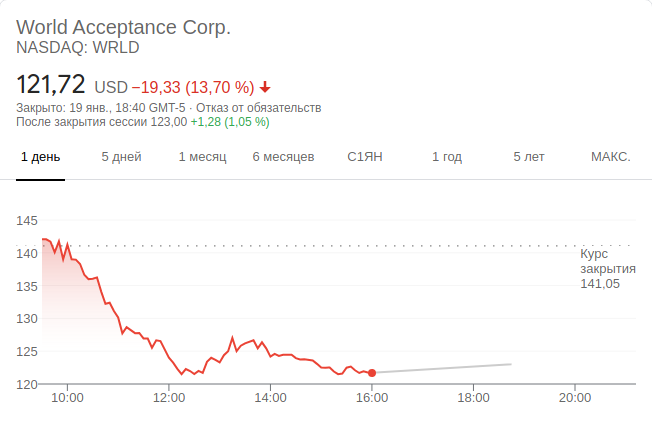 World Acceptance Corp.
NASDAQ: WRLD
121,72 USD −19,33 (13,70 %)
Закрыто: 19 янв., 18:40 GMT-5 · Отказ от обязательств
После закрытия сессии 123,00 +1,28 (1,05 %)
1 день 5 дней 1 месяц 6 месяцев С1ЯН 1 год 5 лет МАКС.
145
140
135
130
125
120
Курс
закрытия
141,05
10:00 12:00 14:00 16:00 18:00 20:00